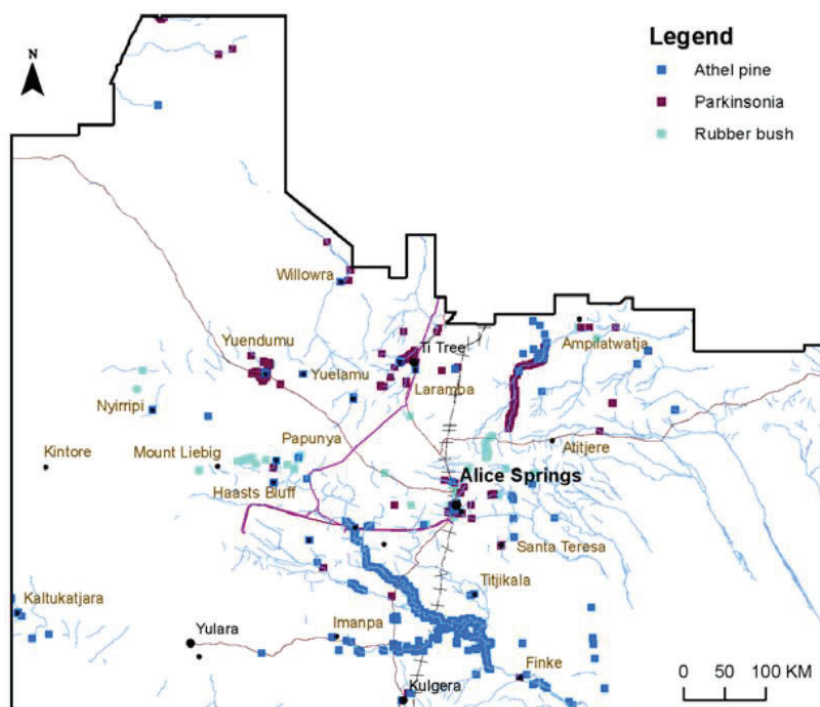 Legend
N
Athel pine
Parkinsonia
Rubber bush
Willowra
Yuendumu
Ti Tree
Ampilatwatja
Yuelamu
Laramba
Nyirripi
Kintore
Mount Liebig
Papunya
Atitjere
Alice Springs
Haasts Bluff
Santa Teresa
Titjikala
Kaltukatjara
Yulara
Imanpa
Finke
Kulgera
0 50 100 KM